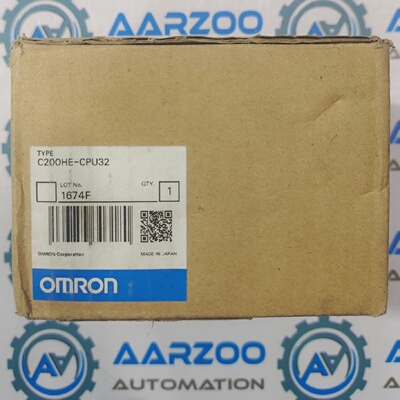 AARZOO
TYPE
C200HE-CPU32
LOT No.
QTY.
1674F
1
OMRON Corporation
MADE IN JAPAN
OMRON
AARZOO
AUTOMATION